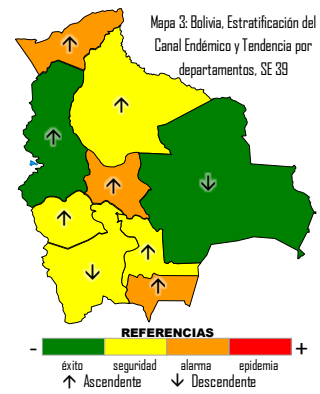 Mapa 3: Bolivia, Estratificación del
Canal Endémico y Tendencia por
departamentos, SE 39
REFERENCIAS
- +
éxito seguridad alarma epidemia
↑ Ascendente ↓ Descendente